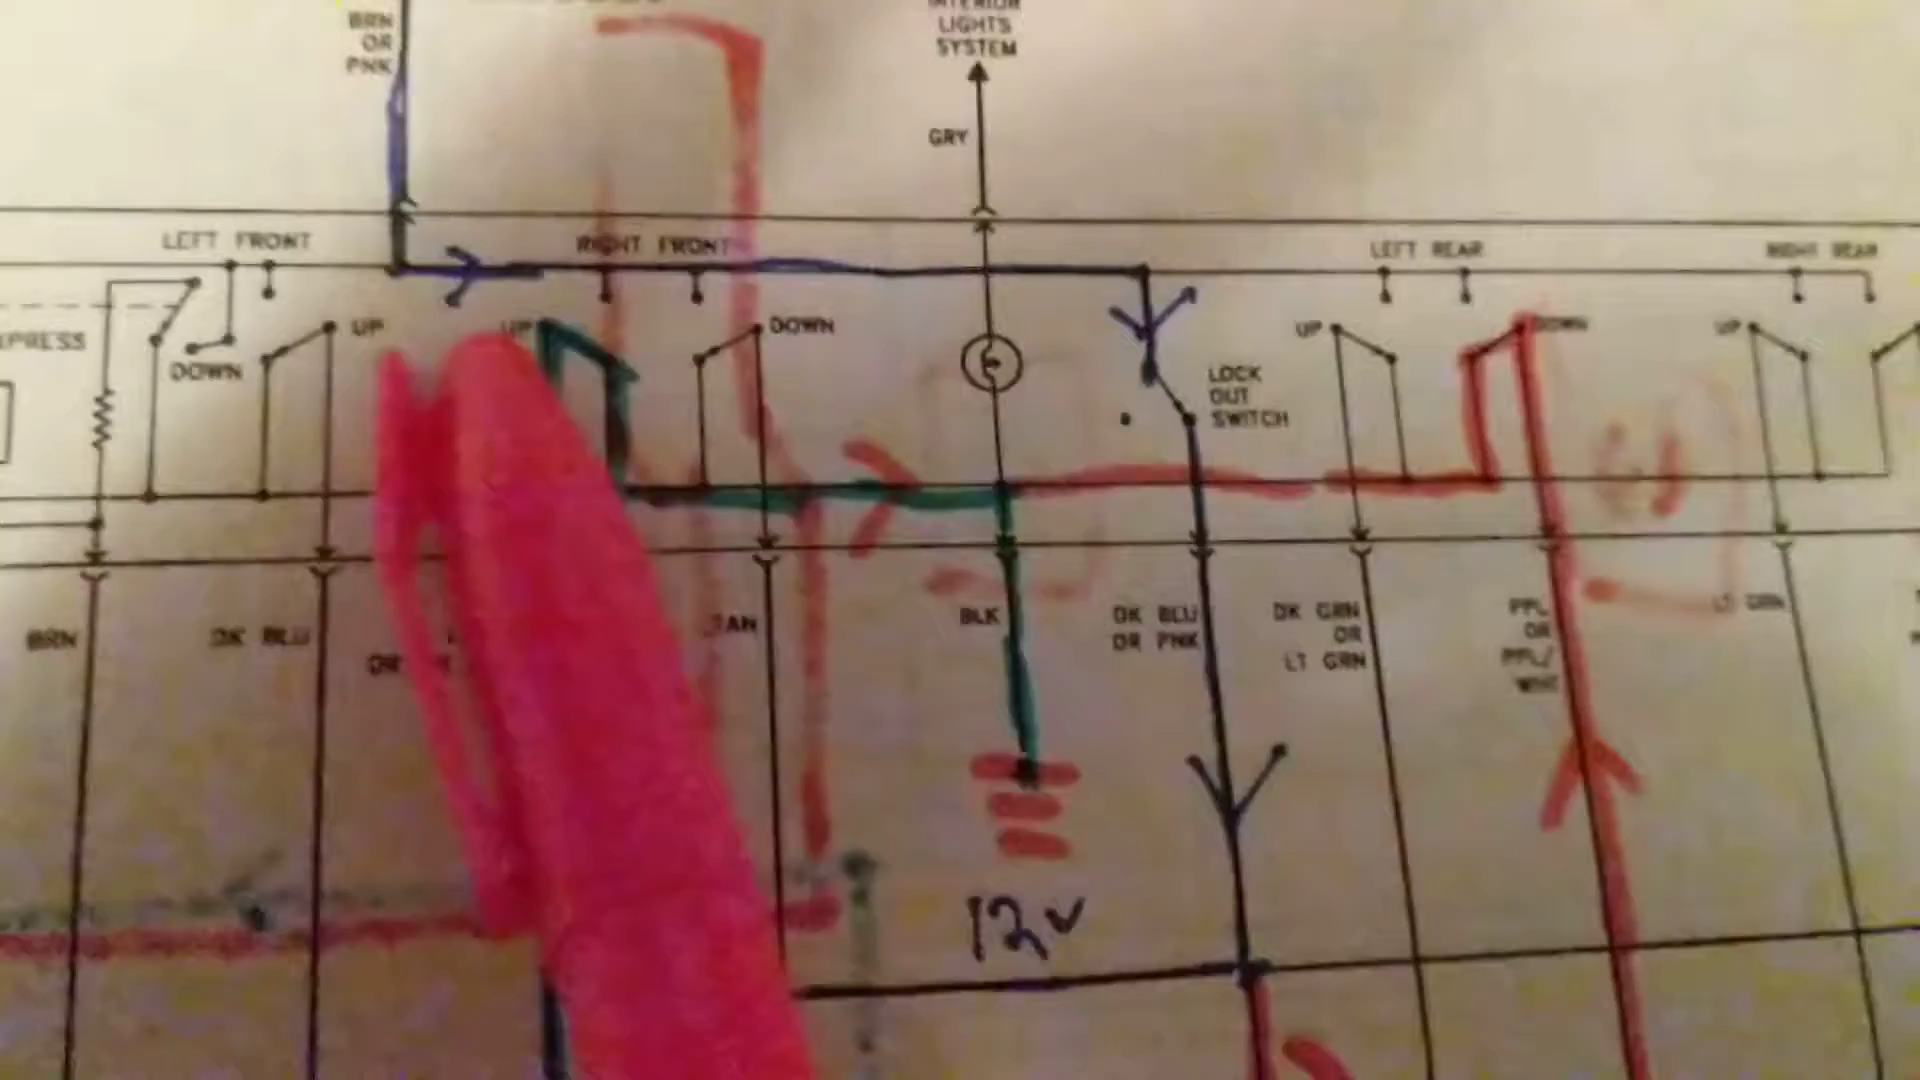 BRN
OR
PNK
INTERIOR
LIGHTS
SYSTEM
GRY
LEFT FRONT
RIGHT FRONT
LEFT REAR
RIGHT REAR
UP
UP
DOWN
UP
DOWN
UP
DOWN
LOCK
OUT
SWITCH
BRN
DK BLU
OR
BLK
DK BLU
OR PNK
DK GRN
OR
LT GRN
PPL
OR
PPL/
WHT
LT GRN
12v